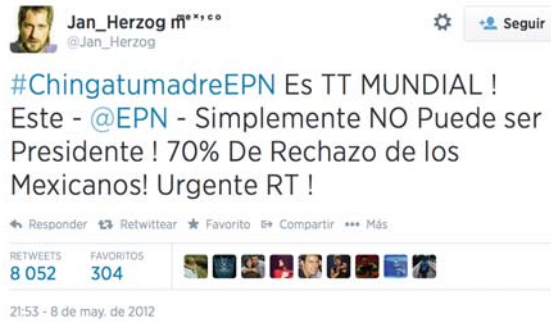 Jan_Herzog m̃ᵉˣ'ᶜᵒ
@Jan_Herzog
Seguir
#ChingatumadreEPN Es TT MUNDIAL !
Este - @EPN - Simplemente NO Puede ser
Presidente ! 70% De Rechazo de los
Mexicanos! Urgente RT !
Responder Retwittear Favorito Compartir Más
RETWEETS FAVORITOS
8 052 304
21:53 - 8 de may. de 2012